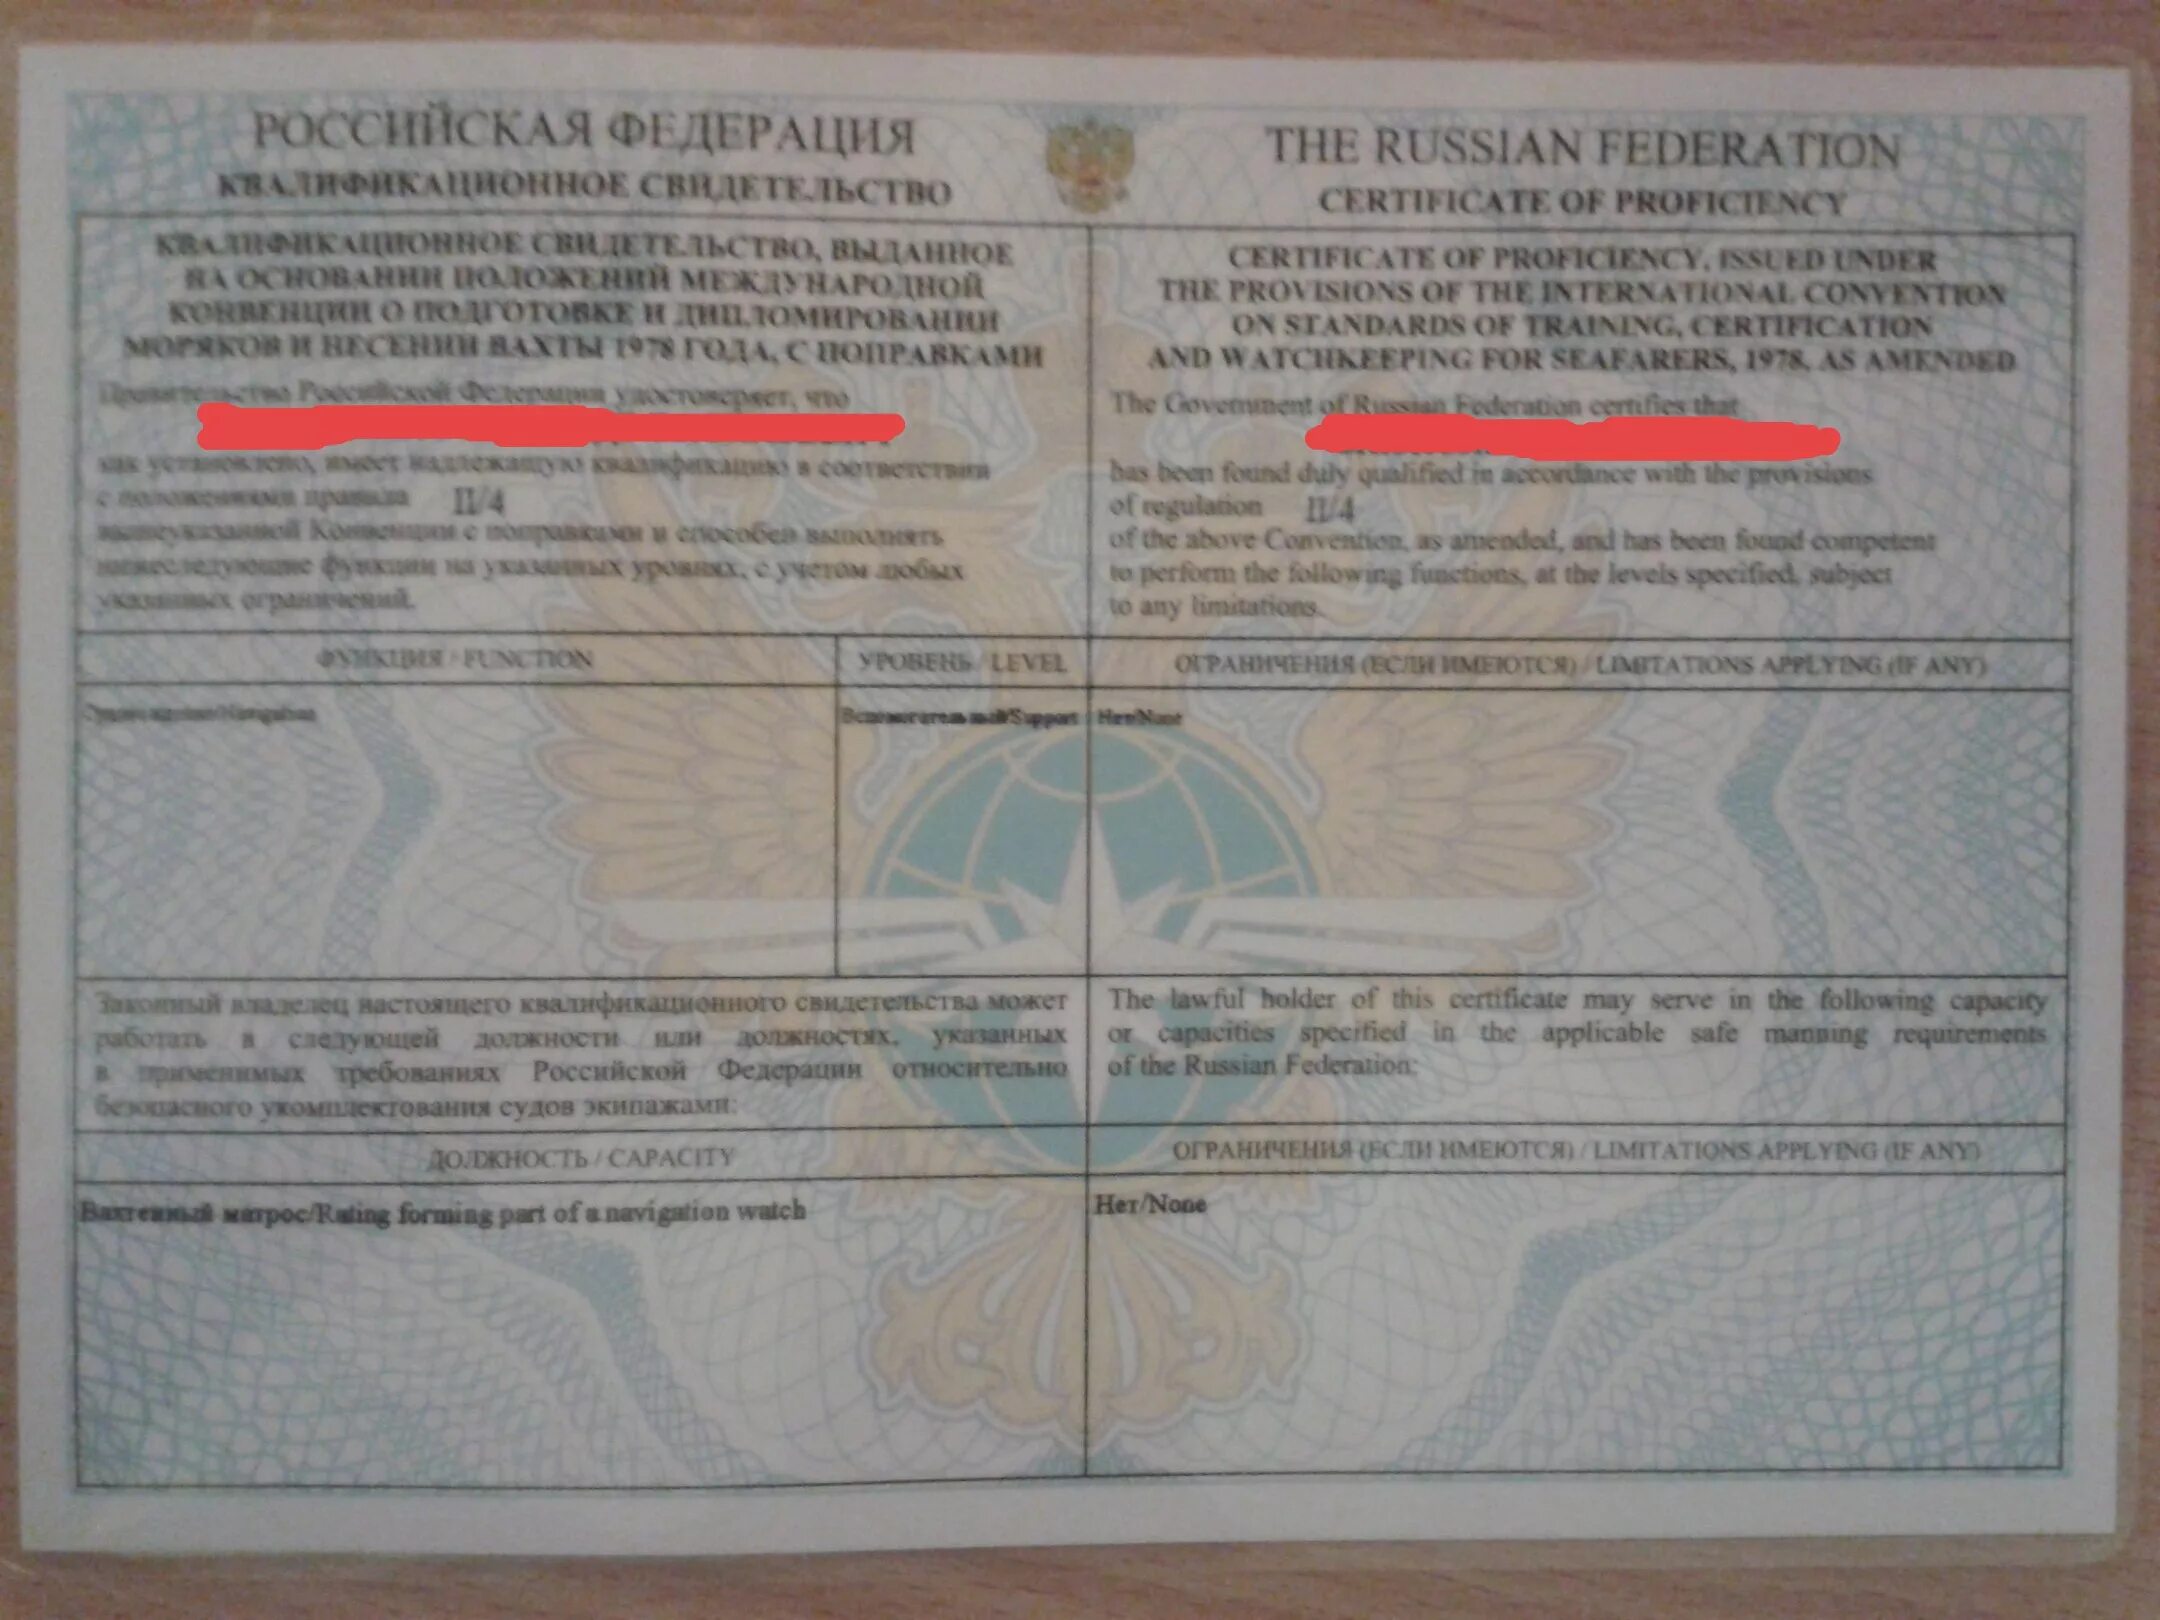 РОССИЙСКАЯ ФЕДЕРАЦИЯ
КВАЛИФИКАЦИОННОЕ СВИДЕТЕЛЬСТВО
THE RUSSIAN FEDERATION
CERTIFICATE OF PROFICIENCY
КВАЛИФИКАЦИОННОЕ СВИДЕТЕЛЬСТВО, ВЫДАННОЕ
НА ОСНОВАНИИ ПОЛОЖЕНИЙ МЕЖДУНАРОДНОЙ
КОНВЕНЦИИ О ПОДГОТОВКЕ И ДИПЛОМИРОВАНИИ
МОРЯКОВ И НЕСЕНИИ ВАХТЫ 1978 ГОДА, С ПОПРАВКАМИ
Правительство Российской Федерации удостоверяет, что
как установлено, имеет надлежащую квалификацию в соответствии
с положениями правила II/4
вышеуказанной Конвенции с поправками и способен выполнять
нижеследующие функции на указанных уровнях, с учетом любых
указанных ограничений.
CERTIFICATE OF PROFICIENCY, ISSUED UNDER
THE PROVISIONS OF THE INTERNATIONAL CONVENTION
ON STANDARDS OF TRAINING, CERTIFICATION
AND WATCHKEEPING FOR SEAFARERS, 1978, AS AMENDED
The Government of Russian Federation certifies that
has been found duly qualified in accordance with the provisions
of regulation II/4
of the above Convention, as amended, and has been found competent
to perform the following functions, at the levels specified, subject
to any limitations.
ФУНКЦИЯ / FUNCTION
УРОВЕНЬ / LEVEL
ОГРАНИЧЕНИЯ (ЕСЛИ ИМЕЮТСЯ) / LIMITATIONS APPLYING (IF ANY)
Судовождение/Navigation
Вспомогательный/Support
Нет/None
Законный владелец настоящего квалификационного свидетельства может
работать в следующей должности или должностях, указанных
в применимых требованиях Российской Федерации относительно
безопасного укомплектования судов экипажами:
The lawful holder of this certificate may serve in the following capacity
or capacities specified in the applicable safe manning requirements
of the Russian Federation:
ДОЛЖНОСТЬ / CAPACITY
ОГРАНИЧЕНИЯ (ЕСЛИ ИМЕЮТСЯ) / LIMITATIONS APPLYING (IF ANY)
Вахтенный матрос/Rating forming part of a navigation watch
Нет/None